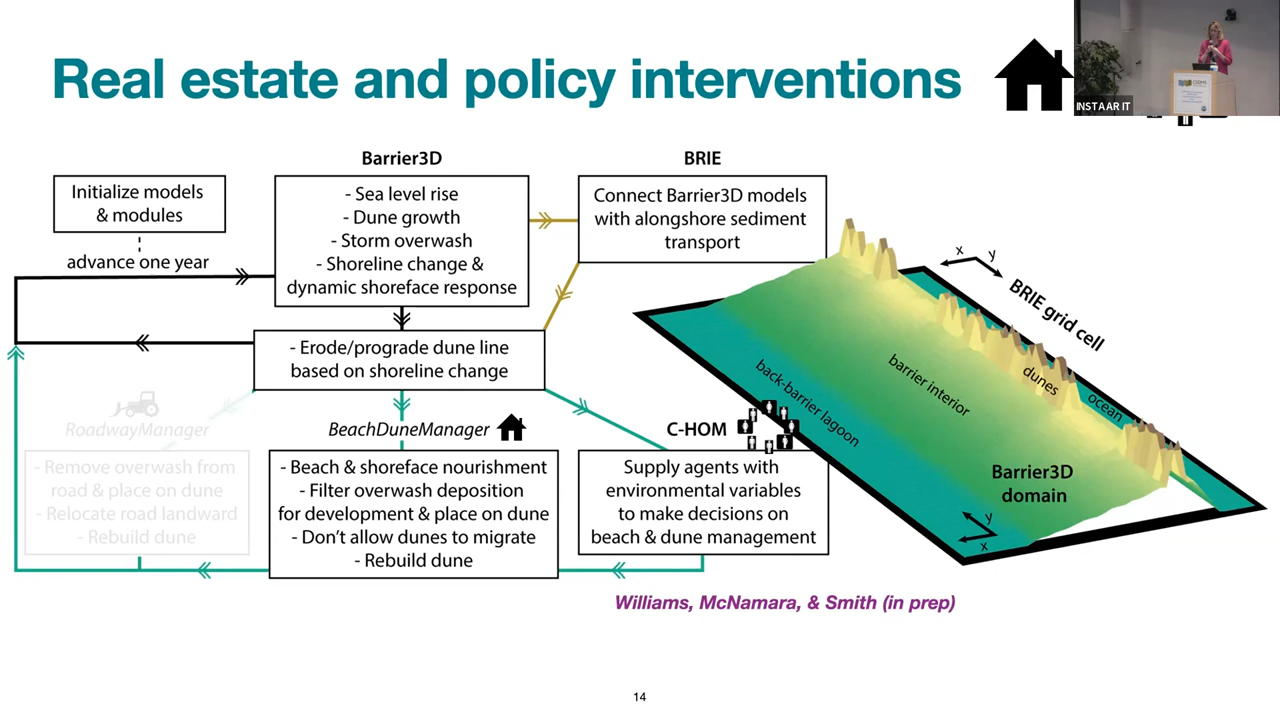 Real estate and policy interventions
INSTAAR IT
Barrier3D
BRIE
Initialize models
& modules
advance one year
- Sea level rise
- Dune growth
- Storm overwash
- Shoreline change &
dynamic shoreface response
Connect Barrier3D models
with alongshore sediment
transport
- Erode/prograde dune line
based on shoreline change
RoadwayManager
- Remove overwash from
road & place on dune
- Relocate road landward
- Rebuild dune
BeachDuneManager
- Beach & shoreface nourishment
- Filter overwash deposition
for development & place on dune
- Don't allow dunes to migrate
- Rebuild dune
C-HOM
Supply agents with
environmental variables
to make decisions on
beach & dune management
x
y
BRIE grid cell
dunes
ocean
barrier interior
back-barrier lagoon
Barrier3D
domain
y
x
Williams, McNamara, & Smith (in prep)
14